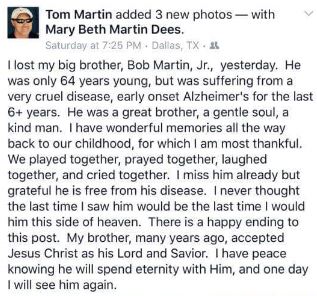 Tom Martin added 3 new photos — with
Mary Beth Martin Dees.
Saturday at 7:25 PM · Dallas, TX ·
I lost my big brother, Bob Martin, Jr., yesterday. He
was only 64 years young, but was suffering from a
very cruel disease, early onset Alzheimer's for the last
6+ years. He was a great brother, a gentle soul, a
kind man. I have wonderful memories all the way
back to our childhood, for which I am most thankful.
We played together, prayed together, laughed
together, and cried together. I miss him already but
grateful he is free from his disease. I never thought
the last time I saw him would be the last time I would
him this side of heaven. There is a happy ending to
this post. My brother, many years ago, accepted
Jesus Christ as his Lord and Savior. I have peace
knowing he will spend eternity with Him, and one day
I will see him again.